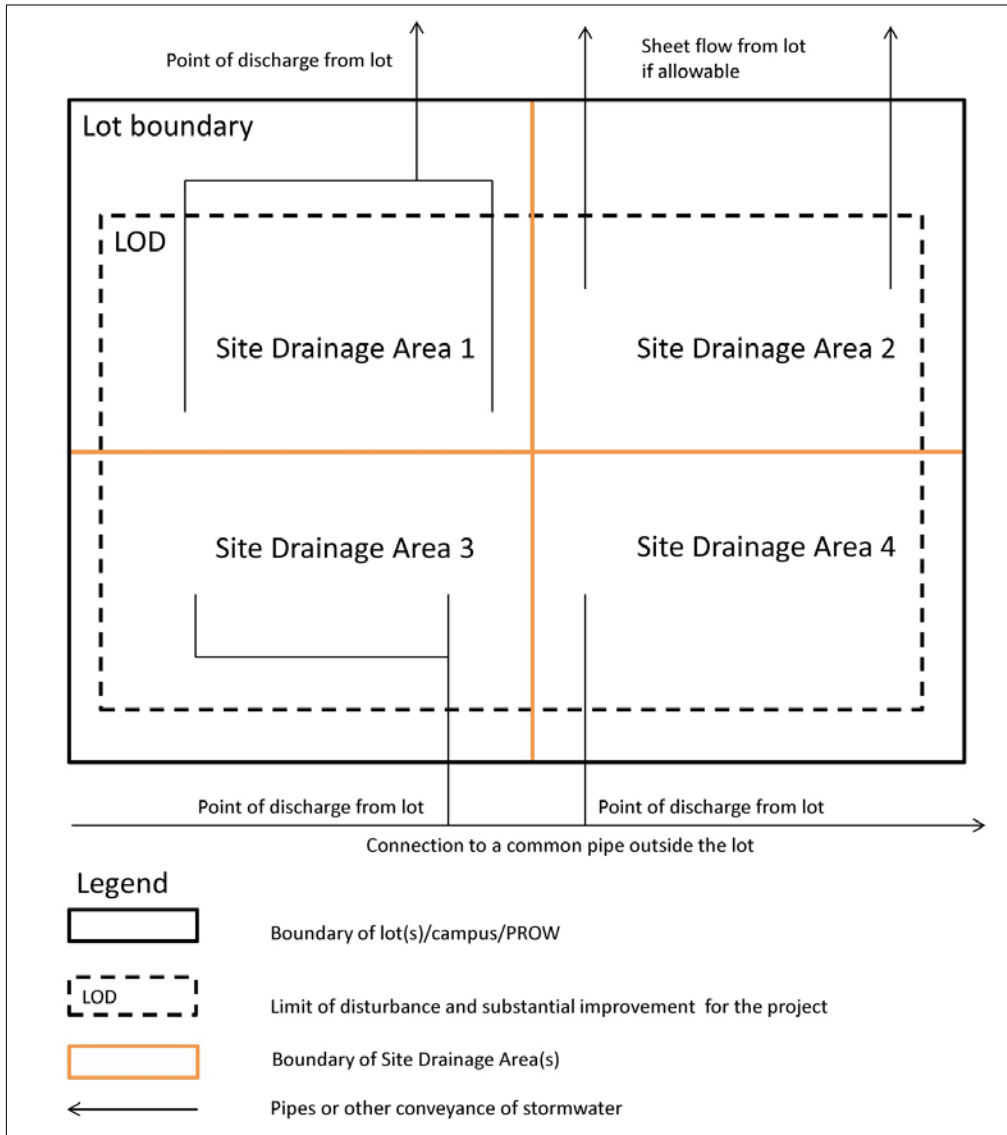 Point of discharge from lot
Sheet flow from lot
if allowable
Lot boundary
LOD
Site Drainage Area 1
Site Drainage Area 2
Site Drainage Area 3
Site Drainage Area 4
Point of discharge from lot
Point of discharge from lot
Connection to a common pipe outside the lot
Legend
Boundary of lot(s)/campus/PROW
LOD
Limit of disturbance and substantial improvement for the project
Boundary of Site Drainage Area(s)
Pipes or other conveyance of stormwater